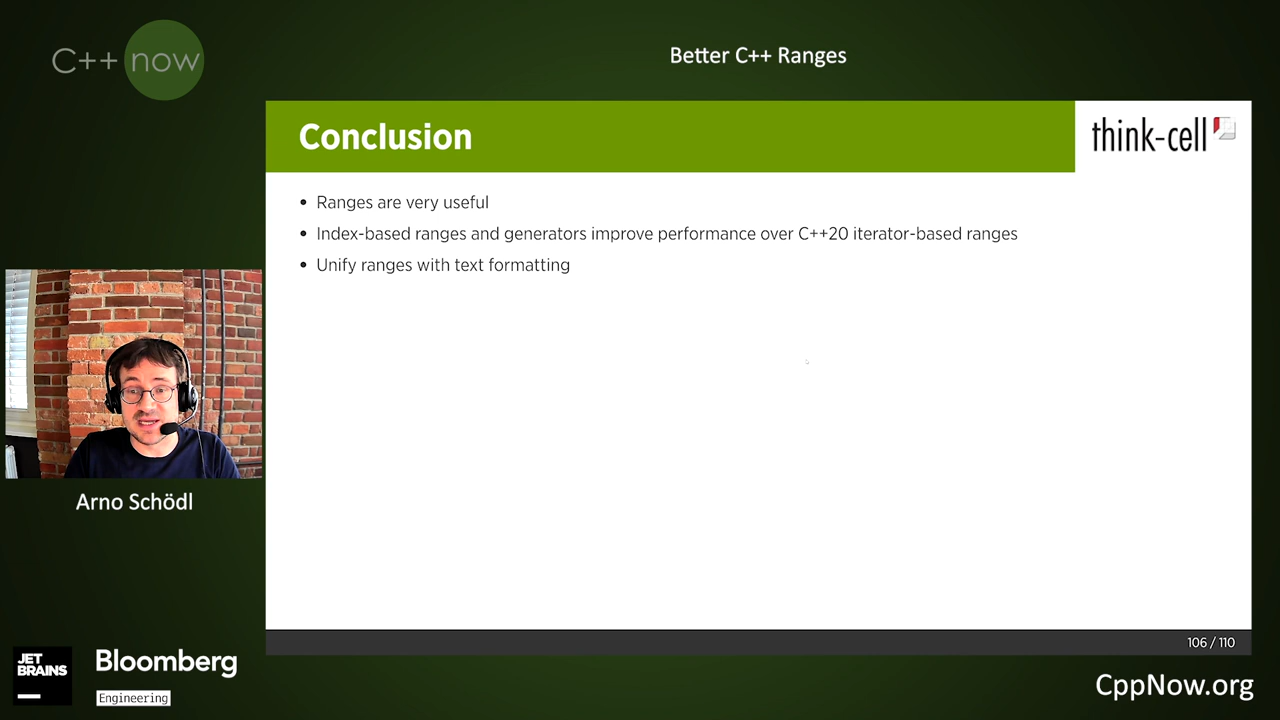 C++ now
Better C++ Ranges
Conclusion
think-cell
• Ranges are very useful
• Index-based ranges and generators improve performance over C++20 iterator-based ranges
• Unify ranges with text formatting
Arno Schödl
106 / 110
JET
BRAINS
Bloomberg
Engineering
CppNow.org